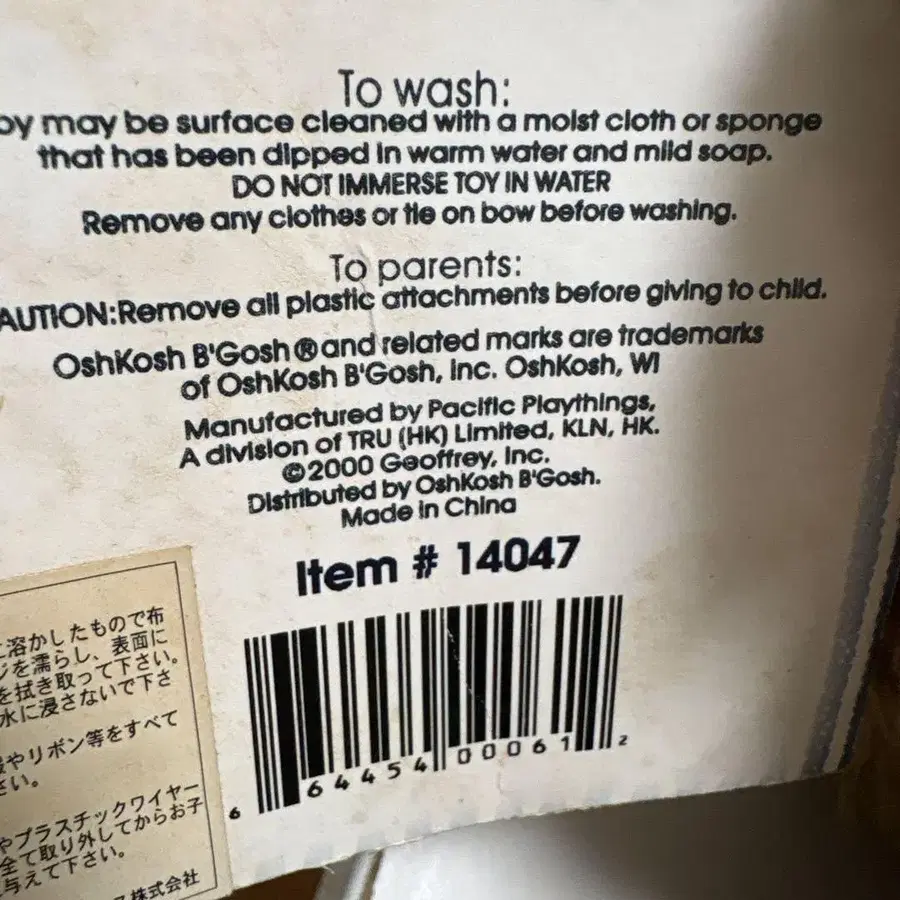 To wash:
oy may be surface cleaned with a moist cloth or sponge
that has been dipped in warm water and mild soap.
DO NOT IMMERSE TOY IN WATER
Remove any clothes or tie on bow before washing.
To parents:
AUTION:Remove all plastic attachments before giving to child.
OshKosh B'Gosh®and related marks are trademarks
of OshKosh B'Gosh, Inc. OshKosh, WI
Manufactured by Pacific Playthings,
A division of TRU (HK) Limited, KLN, HK.
©2000 Geoffrey, Inc.
Distributed by OshKosh B'Gosh.
Made in China
Item # 14047
6 64454 00061 2
に溶かしたもので布
ジを濡らし、表面に
を拭き取って下さい。
水に浸さないで下さ
やリボン等をすべて
さい。
やプラスチックワイヤー
全て取り外してからお子
与えて下さい。
ス株式会社